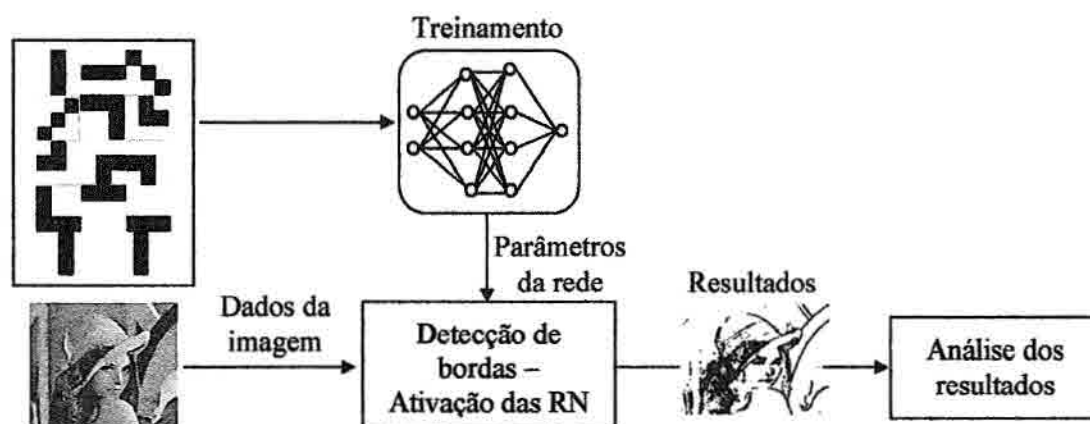 Treinamento
Parâmetros
da rede
Dados da
imagem
Detecção de
bordas –
Ativação das RN
Resultados
Análise dos
resultados